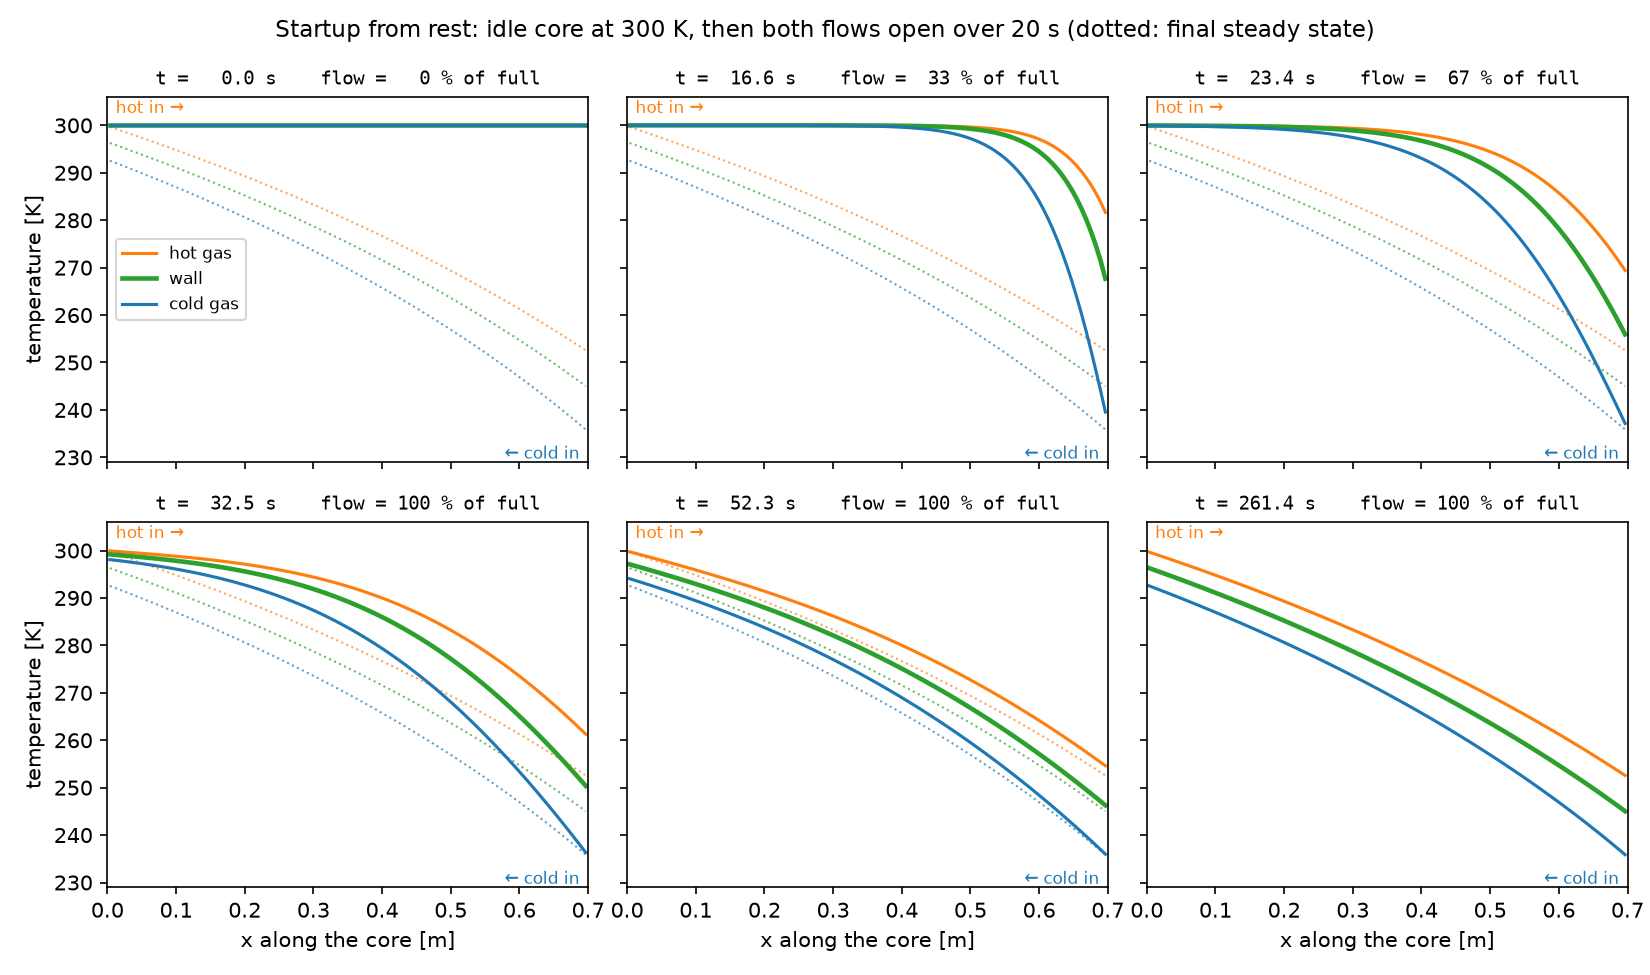 Startup from rest: idle core at 300 K, then both flows open over 20 s (dotted: final steady state)
t =   0.0 s    flow =   0 % of full
t =  16.6 s    flow =  33 % of full
t =  23.4 s    flow =  67 % of full
hot in →
hot in →
hot in →
300
290
280
270
260
250
240
230
temperature [K]
hot gas
wall
cold gas
← cold in
← cold in
← cold in
t =  32.5 s    flow = 100 % of full
t =  52.3 s    flow = 100 % of full
t = 261.4 s    flow = 100 % of full
hot in →
hot in →
hot in →
300
290
280
270
260
250
240
230
temperature [K]
← cold in
← cold in
← cold in
0.0 0.1 0.2 0.3 0.4 0.5 0.6 0.7
0.0 0.1 0.2 0.3 0.4 0.5 0.6 0.7
0.0 0.1 0.2 0.3 0.4 0.5 0.6 0.7
x along the core [m]
x along the core [m]
x along the core [m]